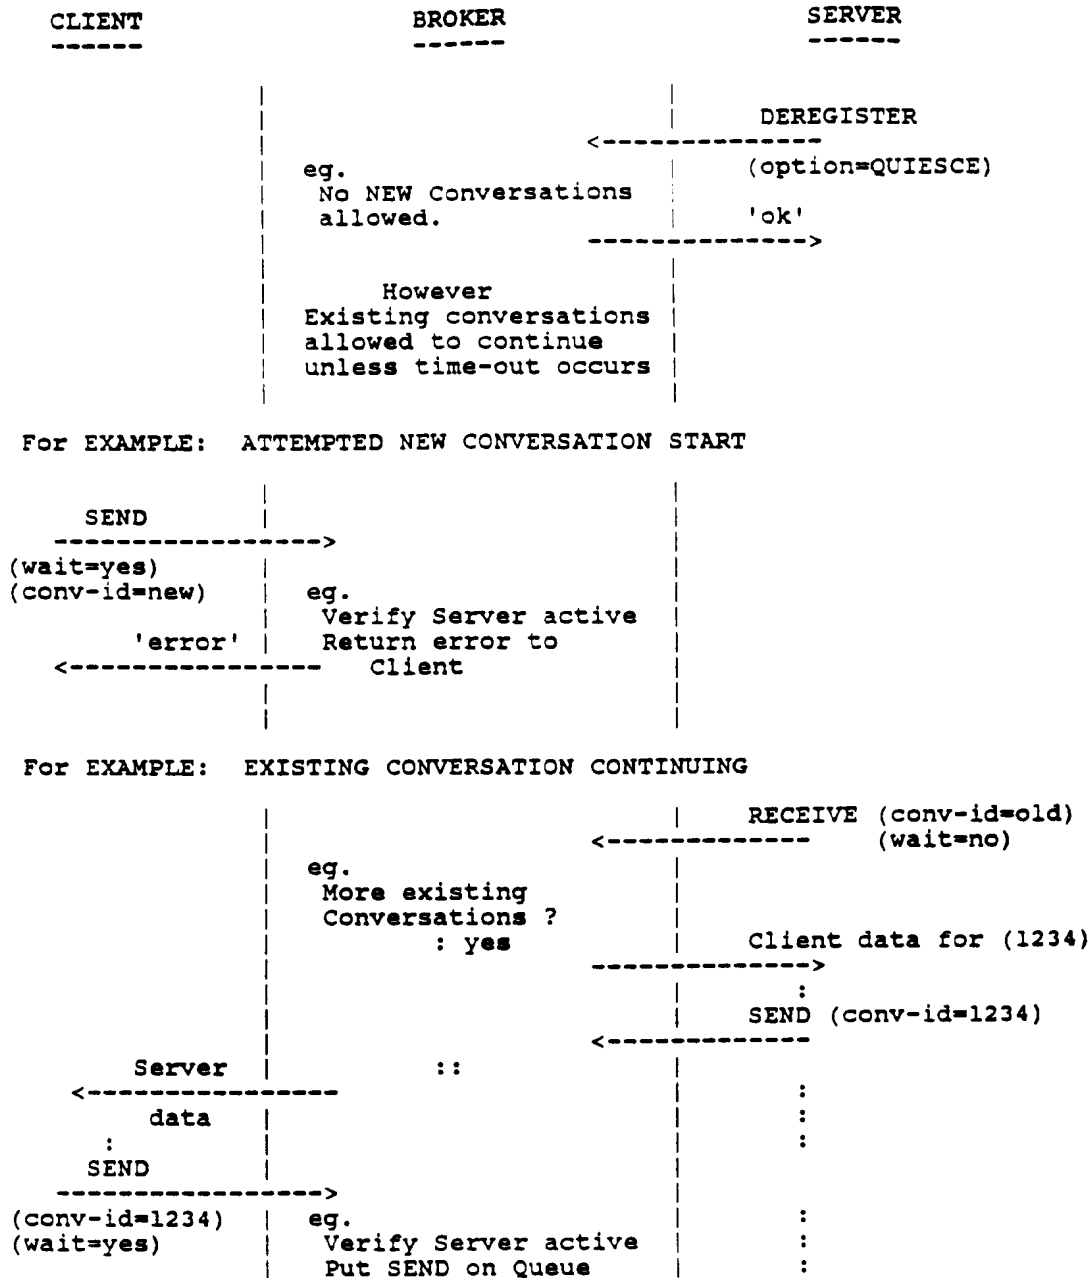 CLIENT BROKER SERVER
DEREGISTER
(option=QUIESCE)
eg.
No NEW Conversations
allowed.
'ok'
However
Existing conversations
allowed to continue
unless time-out occurs
For EXAMPLE: ATTEMPTED NEW CONVERSATION START
SEND
(wait=yes)
(conv-id=new) eg.
Verify Server active
'error' Return error to
Client
For EXAMPLE: EXISTING CONVERSATION CONTINUING
RECEIVE (conv-id=old)
(wait=no)
eg.
More existing
Conversations ?
: yes Client data for (1234)
:
SEND (conv-id=1234)
Server ::
:
data :
: :
SEND
(conv-id=1234) eg. :
(wait=yes) Verify Server active :
Put SEND on Queue :